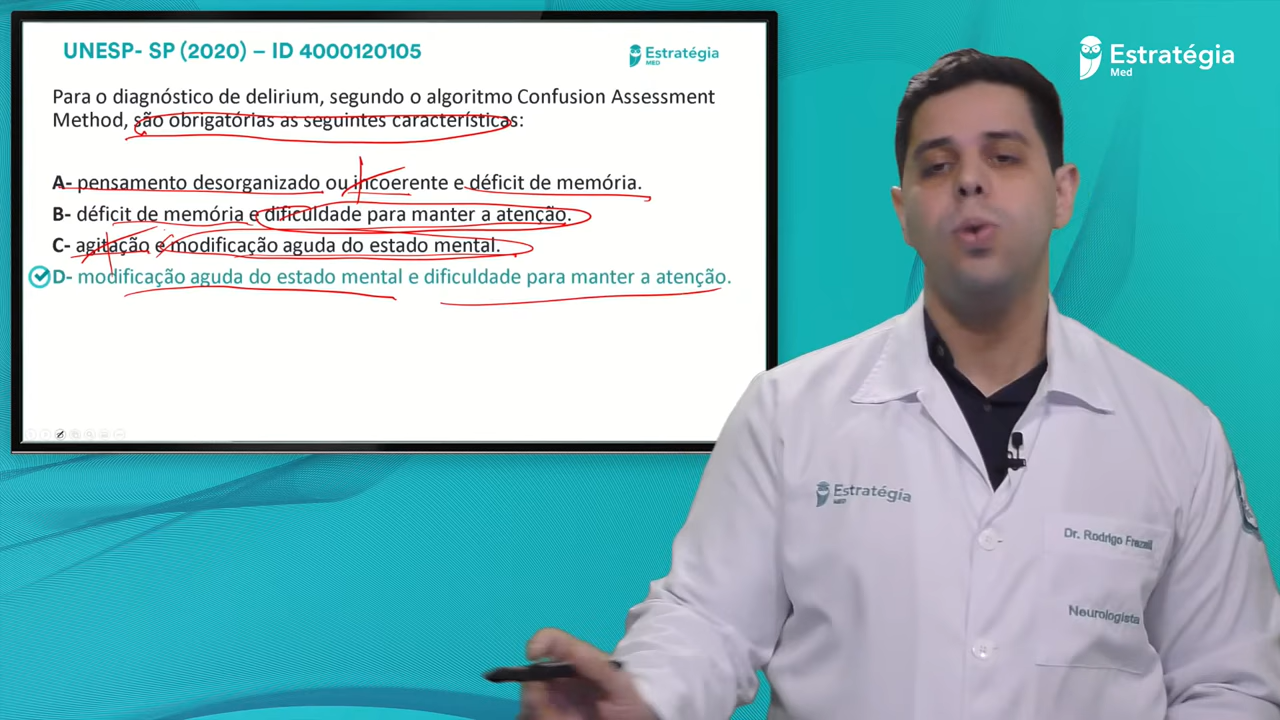 UNESP- SP (2020) – ID 4000120105
Estratégia
MED
Para o diagnóstico de delirium, segundo o algoritmo Confusion Assessment
Method, são obrigatórias as seguintes características:
A- pensamento desorganizado ou incoerente e déficit de memória.
B- déficit de memória e dificuldade para manter a atenção.
C- agitação e modificação aguda do estado mental.
D- modificação aguda do estado mental e dificuldade para manter a atenção.
Estratégia
Med
Estratégia
MED
Dr. Rodrigo
Neurologista